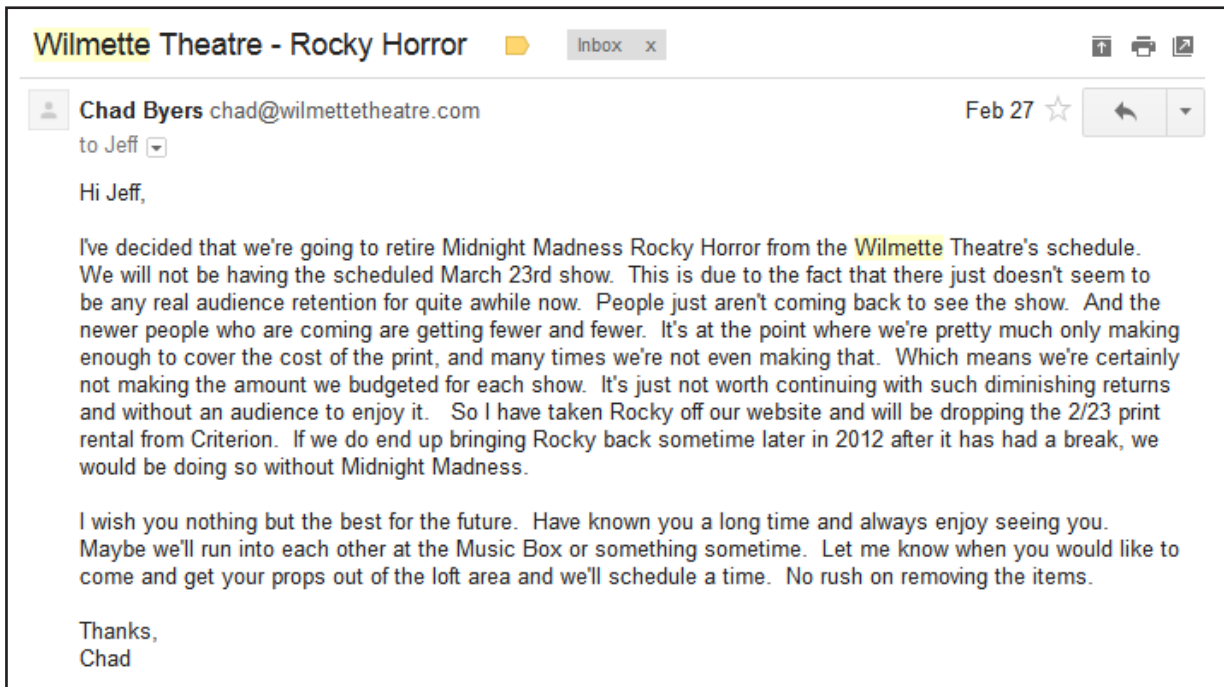 Wilmette Theatre - Rocky Horror Inbox x
Chad Byers chad@wilmettetheatre.com Feb 27
to Jeff
Hi Jeff,
I've decided that we're going to retire Midnight Madness Rocky Horror from the Wilmette Theatre's schedule.
We will not be having the scheduled March 23rd show. This is due to the fact that there just doesn't seem to
be any real audience retention for quite awhile now. People just aren't coming back to see the show. And the
newer people who are coming are getting fewer and fewer. It's at the point where we're pretty much only making
enough to cover the cost of the print, and many times we're not even making that. Which means we're certainly
not making the amount we budgeted for each show. It's just not worth continuing with such diminishing returns
and without an audience to enjoy it. So I have taken Rocky off our website and will be dropping the 2/23 print
rental from Criterion. If we do end up bringing Rocky back sometime later in 2012 after it has had a break, we
would be doing so without Midnight Madness.
I wish you nothing but the best for the future. Have known you a long time and always enjoy seeing you.
Maybe we'll run into each other at the Music Box or something sometime. Let me know when you would like to
come and get your props out of the loft area and we'll schedule a time. No rush on removing the items.
Thanks,
Chad